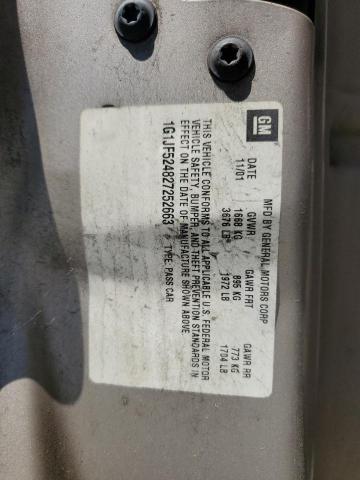 GM
MFD BY GENERAL MOTORS CORP
DATE GVWR GAWR FRT GAWR RR
11/01 1668 KG 895 KG 773 KG
3676 LB 1972 LB 1704 LB
THIS VEHICLE CONFORMS TO ALL APPLICABLE U.S. FEDERAL MOTOR
VEHICLE SAFETY, BUMPER, AND THEFT PREVENTION STANDARDS IN
EFFECT ON THE DATE OF MANUFACTURE SHOWN ABOVE
1G1JF524827252663 TYPE: PASS CAR